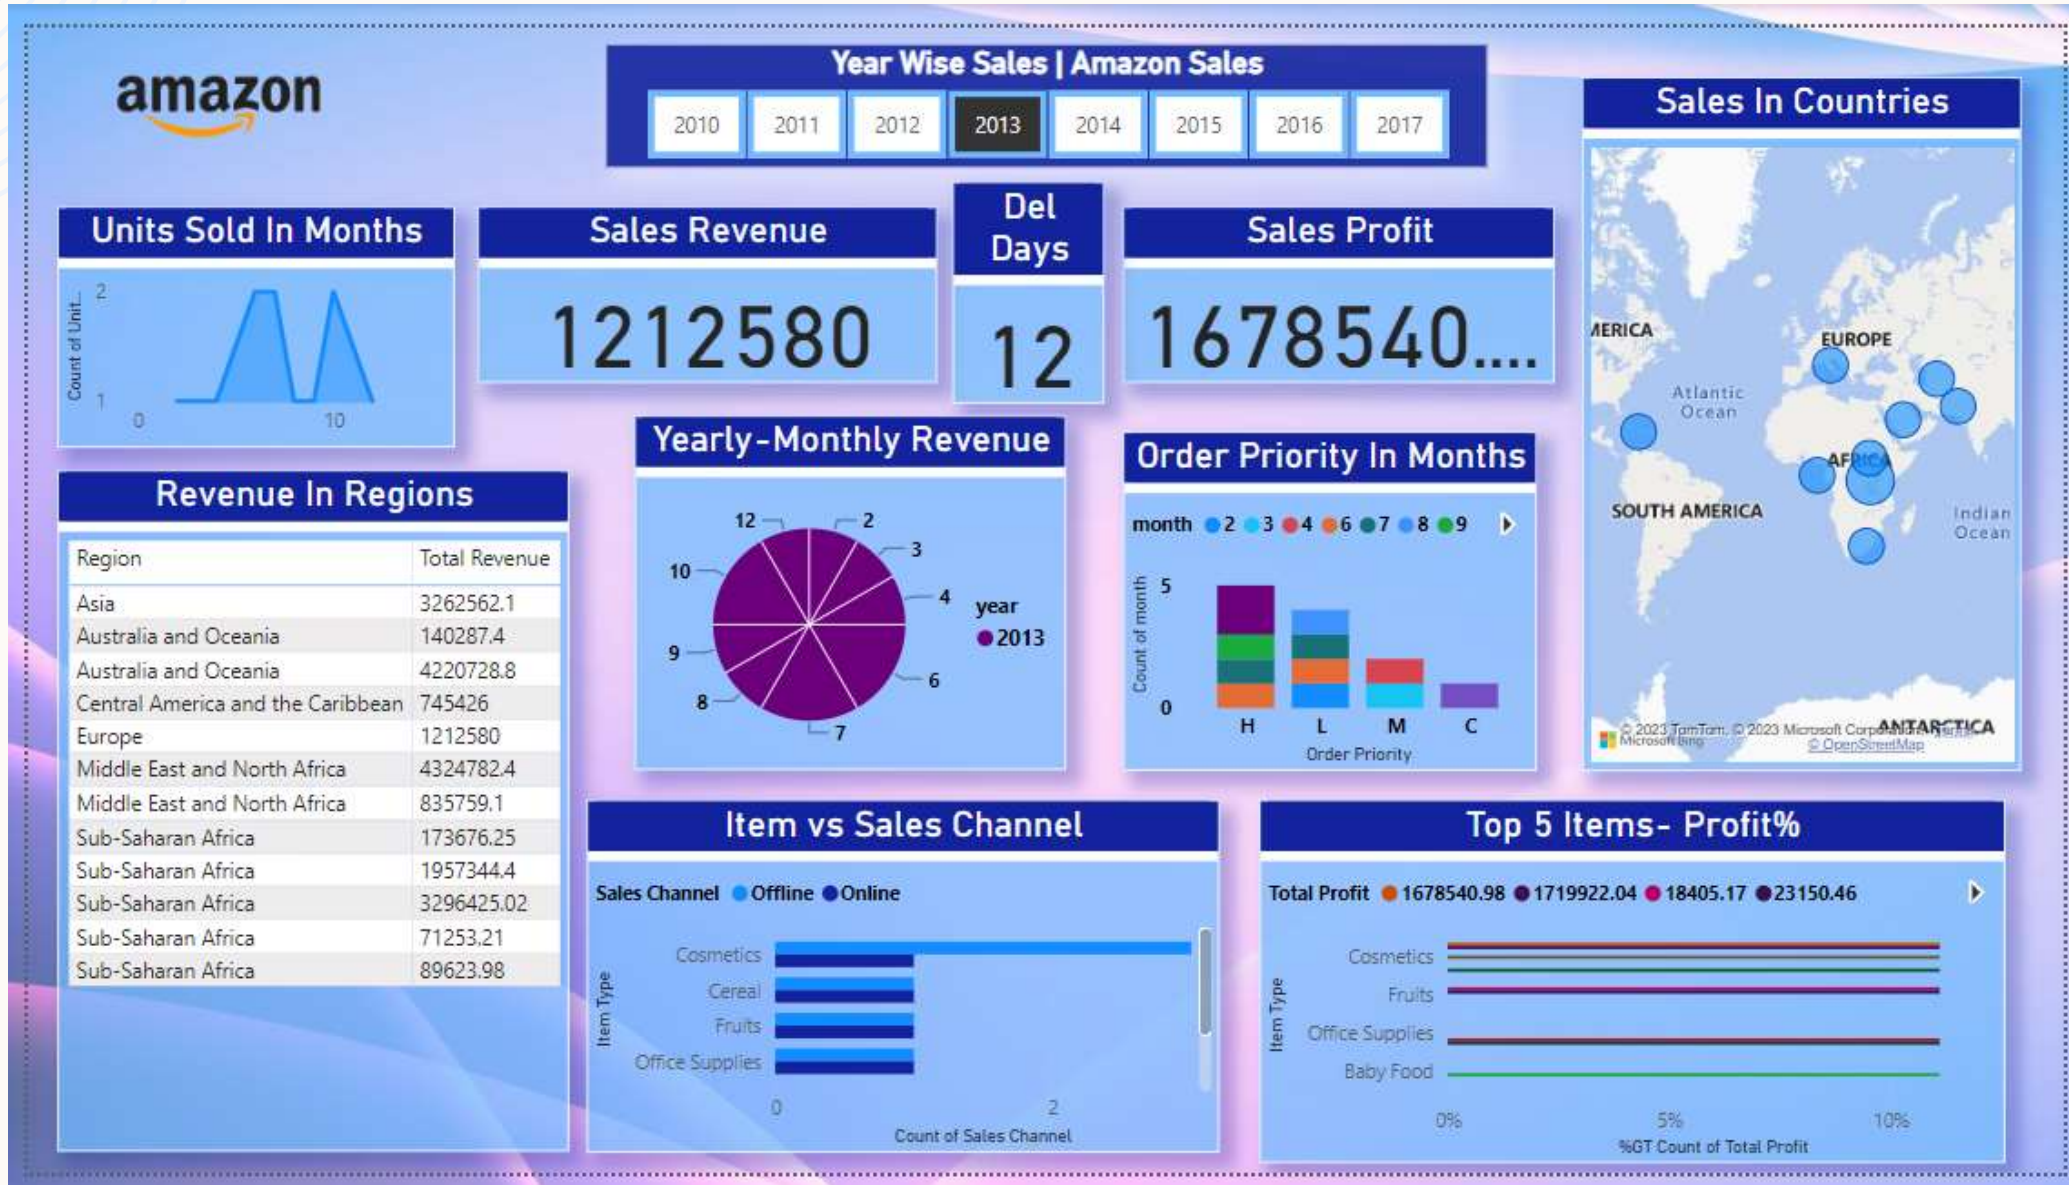 amazon
Year Wise Sales | Amazon Sales
2010 2011 2012 2013 2014 2015 2016 2017
Sales In Countries
MERICA
EUROPE
Atlantic
Ocean
AFRICA
SOUTH AMERICA
Indian
Ocean
ANTARCTICA
© 2023 TomTom, © 2023 Microsoft Corporation,
Microsoft Bing
© OpenStreetMap
Units Sold In Months
Count of Unit...
2
1
0 10
Sales Revenue
1212580
Del
Days
12
Sales Profit
1678540....
Revenue In Regions
Region Total Revenue
Asia 3262562.1
Australia and Oceania 140287.4
Australia and Oceania 4220728.8
Central America and the Caribbean 745426
Europe 1212580
Middle East and North Africa 4324782.4
Middle East and North Africa 835759.1
Sub-Saharan Africa 173676.25
Sub-Saharan Africa 1957344.4
Sub-Saharan Africa 3296425.02
Sub-Saharan Africa 71253.21
Sub-Saharan Africa 89623.98
Yearly-Monthly Revenue
12 2
3
10
4
9
6
8
7
year
2013
Order Priority In Months
month 2 3 4 6 7 8 9
Count of month
5
0
H L M C
Order Priority
Item vs Sales Channel
Sales Channel Offline Online
Item Type
Cosmetics
Cereal
Fruits
Office Supplies
0 2
Count of Sales Channel
Top 5 Items- Profit%
Total Profit 1678540.98 1719922.04 18405.17 23150.46
Item Type
Cosmetics
Fruits
Office Supplies
Baby Food
0% 5% 10%
%GT Count of Total Profit